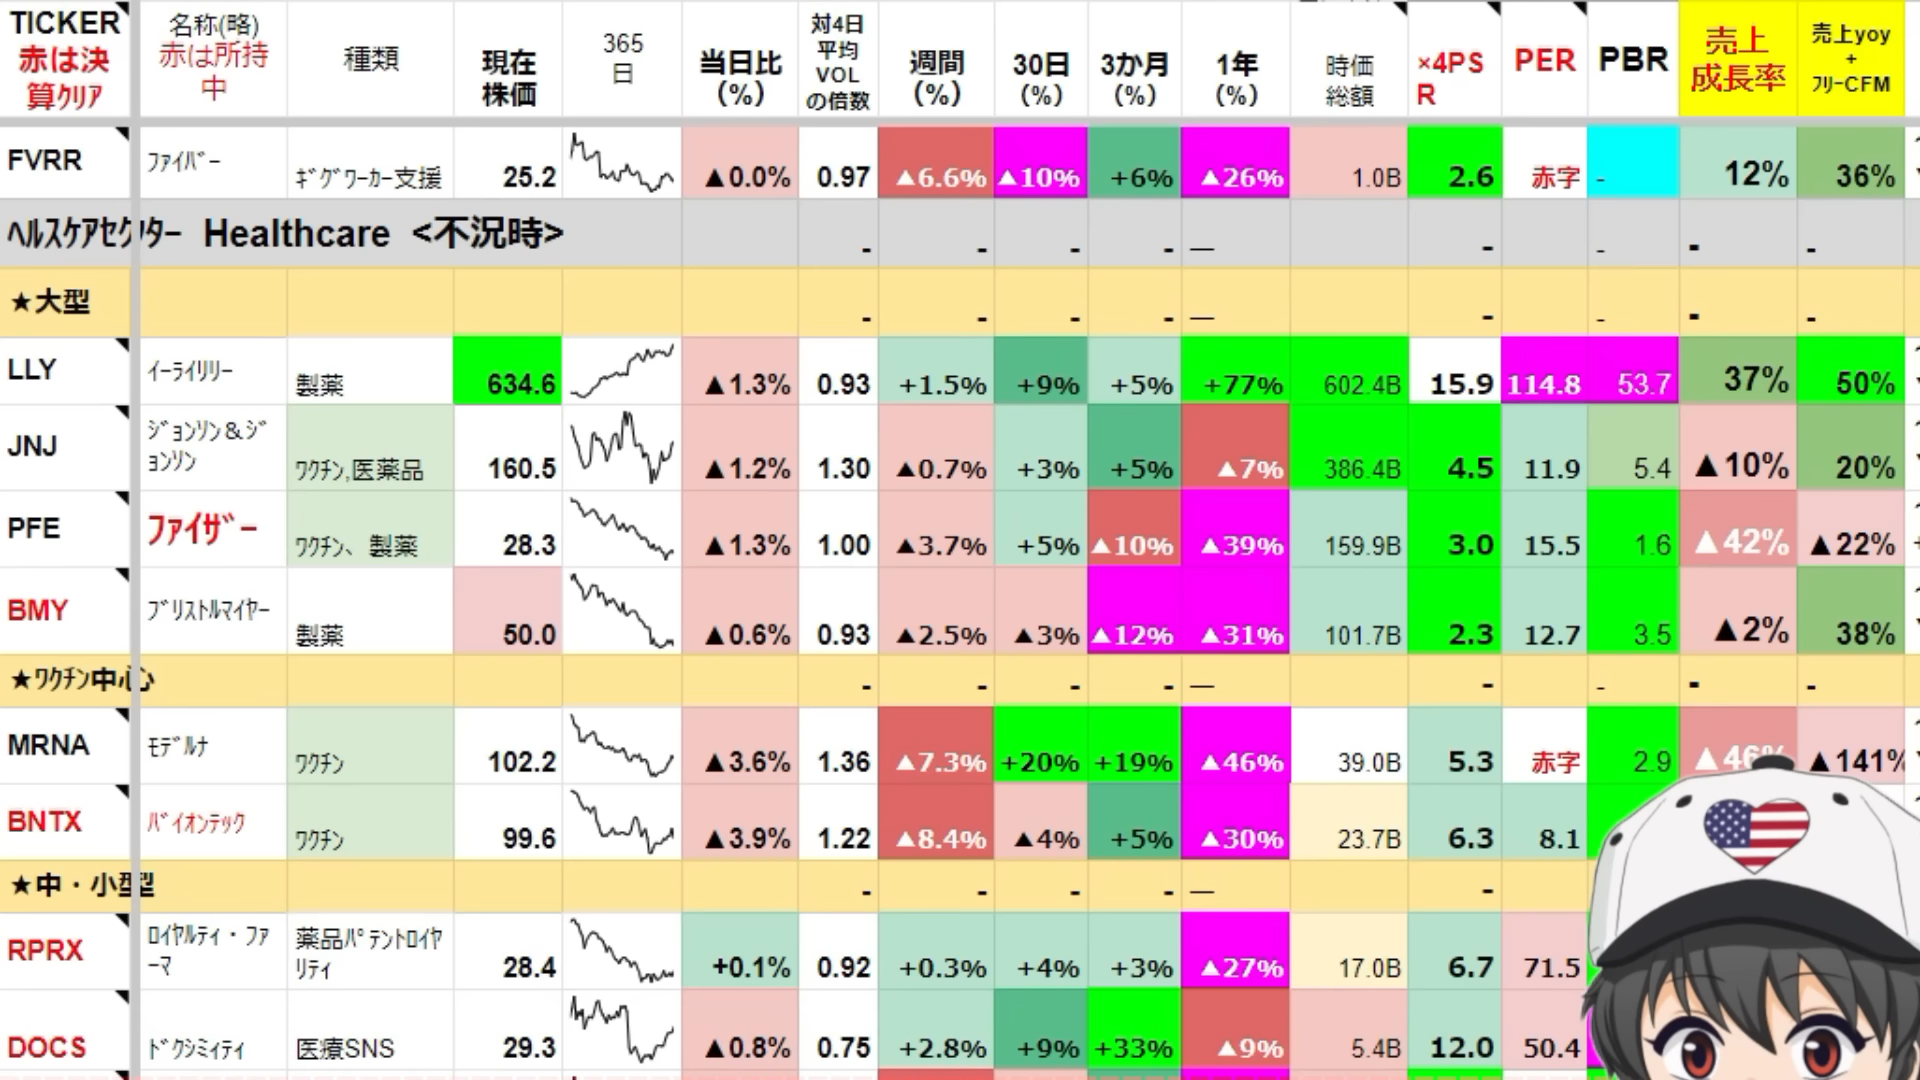 TICKER 赤は決算ｸﾘｱ 名称(略) 赤は所持中 種類 現在株価 365日 当日比(%) 対4日平均VOLの倍数 週間(%) 30日(%) 3か月(%) 1年(%) 時価総額 ×4PSR PER PBR 売上成長率 売上yoy+ﾌﾘｰCFM
FVRR ﾌｧｲﾊﾞｰ ｷﾞｸﾞﾜｰｶｰ支援 25.2 ▲0.0% 0.97 ▲6.6% ▲10% +6% ▲26% 1.0B 2.6 赤字 - 12% 36%
ﾍﾙｽｹｱｾｸﾀｰ Healthcare <不況時> - - - - — - - - -
★大型 - - - - — - - - -
LLY ｲｰﾗｲﾘﾘｰ 製薬 634.6 ▲1.3% 0.93 +1.5% +9% +5% +77% 602.4B 15.9 114.8 53.7 37% 50%
JNJ ｼﾞｮﾝｿﾝ＆ｼﾞｮﾝｿﾝ ﾜｸﾁﾝ,医薬品 160.5 ▲1.2% 1.30 ▲0.7% +3% +5% ▲7% 386.4B 4.5 11.9 5.4 ▲10% 20%
PFE ﾌｧｲｻﾞｰ ﾜｸﾁﾝ、製薬 28.3 ▲1.3% 1.00 ▲3.7% +5% ▲10% ▲39% 159.9B 3.0 15.5 1.6 ▲42% ▲22%
BMY ﾌﾞﾘｽﾄﾙﾏｲﾔｰ 製薬 50.0 ▲0.6% 0.93 ▲2.5% ▲3% ▲12% ▲31% 101.7B 2.3 12.7 3.5 ▲2% 38%
★ﾜｸﾁﾝ中心 - - - - — - - - -
MRNA ﾓﾃﾞﾙﾅ ﾜｸﾁﾝ 102.2 ▲3.6% 1.36 ▲7.3% +20% +19% ▲46% 39.0B 5.3 赤字 2.9 ▲46% ▲141%
BNTX ﾊﾞｲｵﾝﾃｯｸ ﾜｸﾁﾝ 99.6 ▲3.9% 1.22 ▲8.4% ▲4% +5% ▲30% 23.7B 6.3 8.1
★中・小型 - - - - — -
RPRX ﾛｲﾔﾙﾃｨ・ﾌｧｰﾏ 薬品ﾊﾟﾃﾝﾄﾛｲﾔﾘﾃｨ 28.4 +0.1% 0.92 +0.3% +4% +3% ▲27% 17.0B 6.7 71.5
DOCS ﾄﾞｸｼﾐｨﾃｨ 医療SNS 29.3 ▲0.8% 0.75 +2.8% +9% +33% ▲9% 5.4B 12.0 50.4